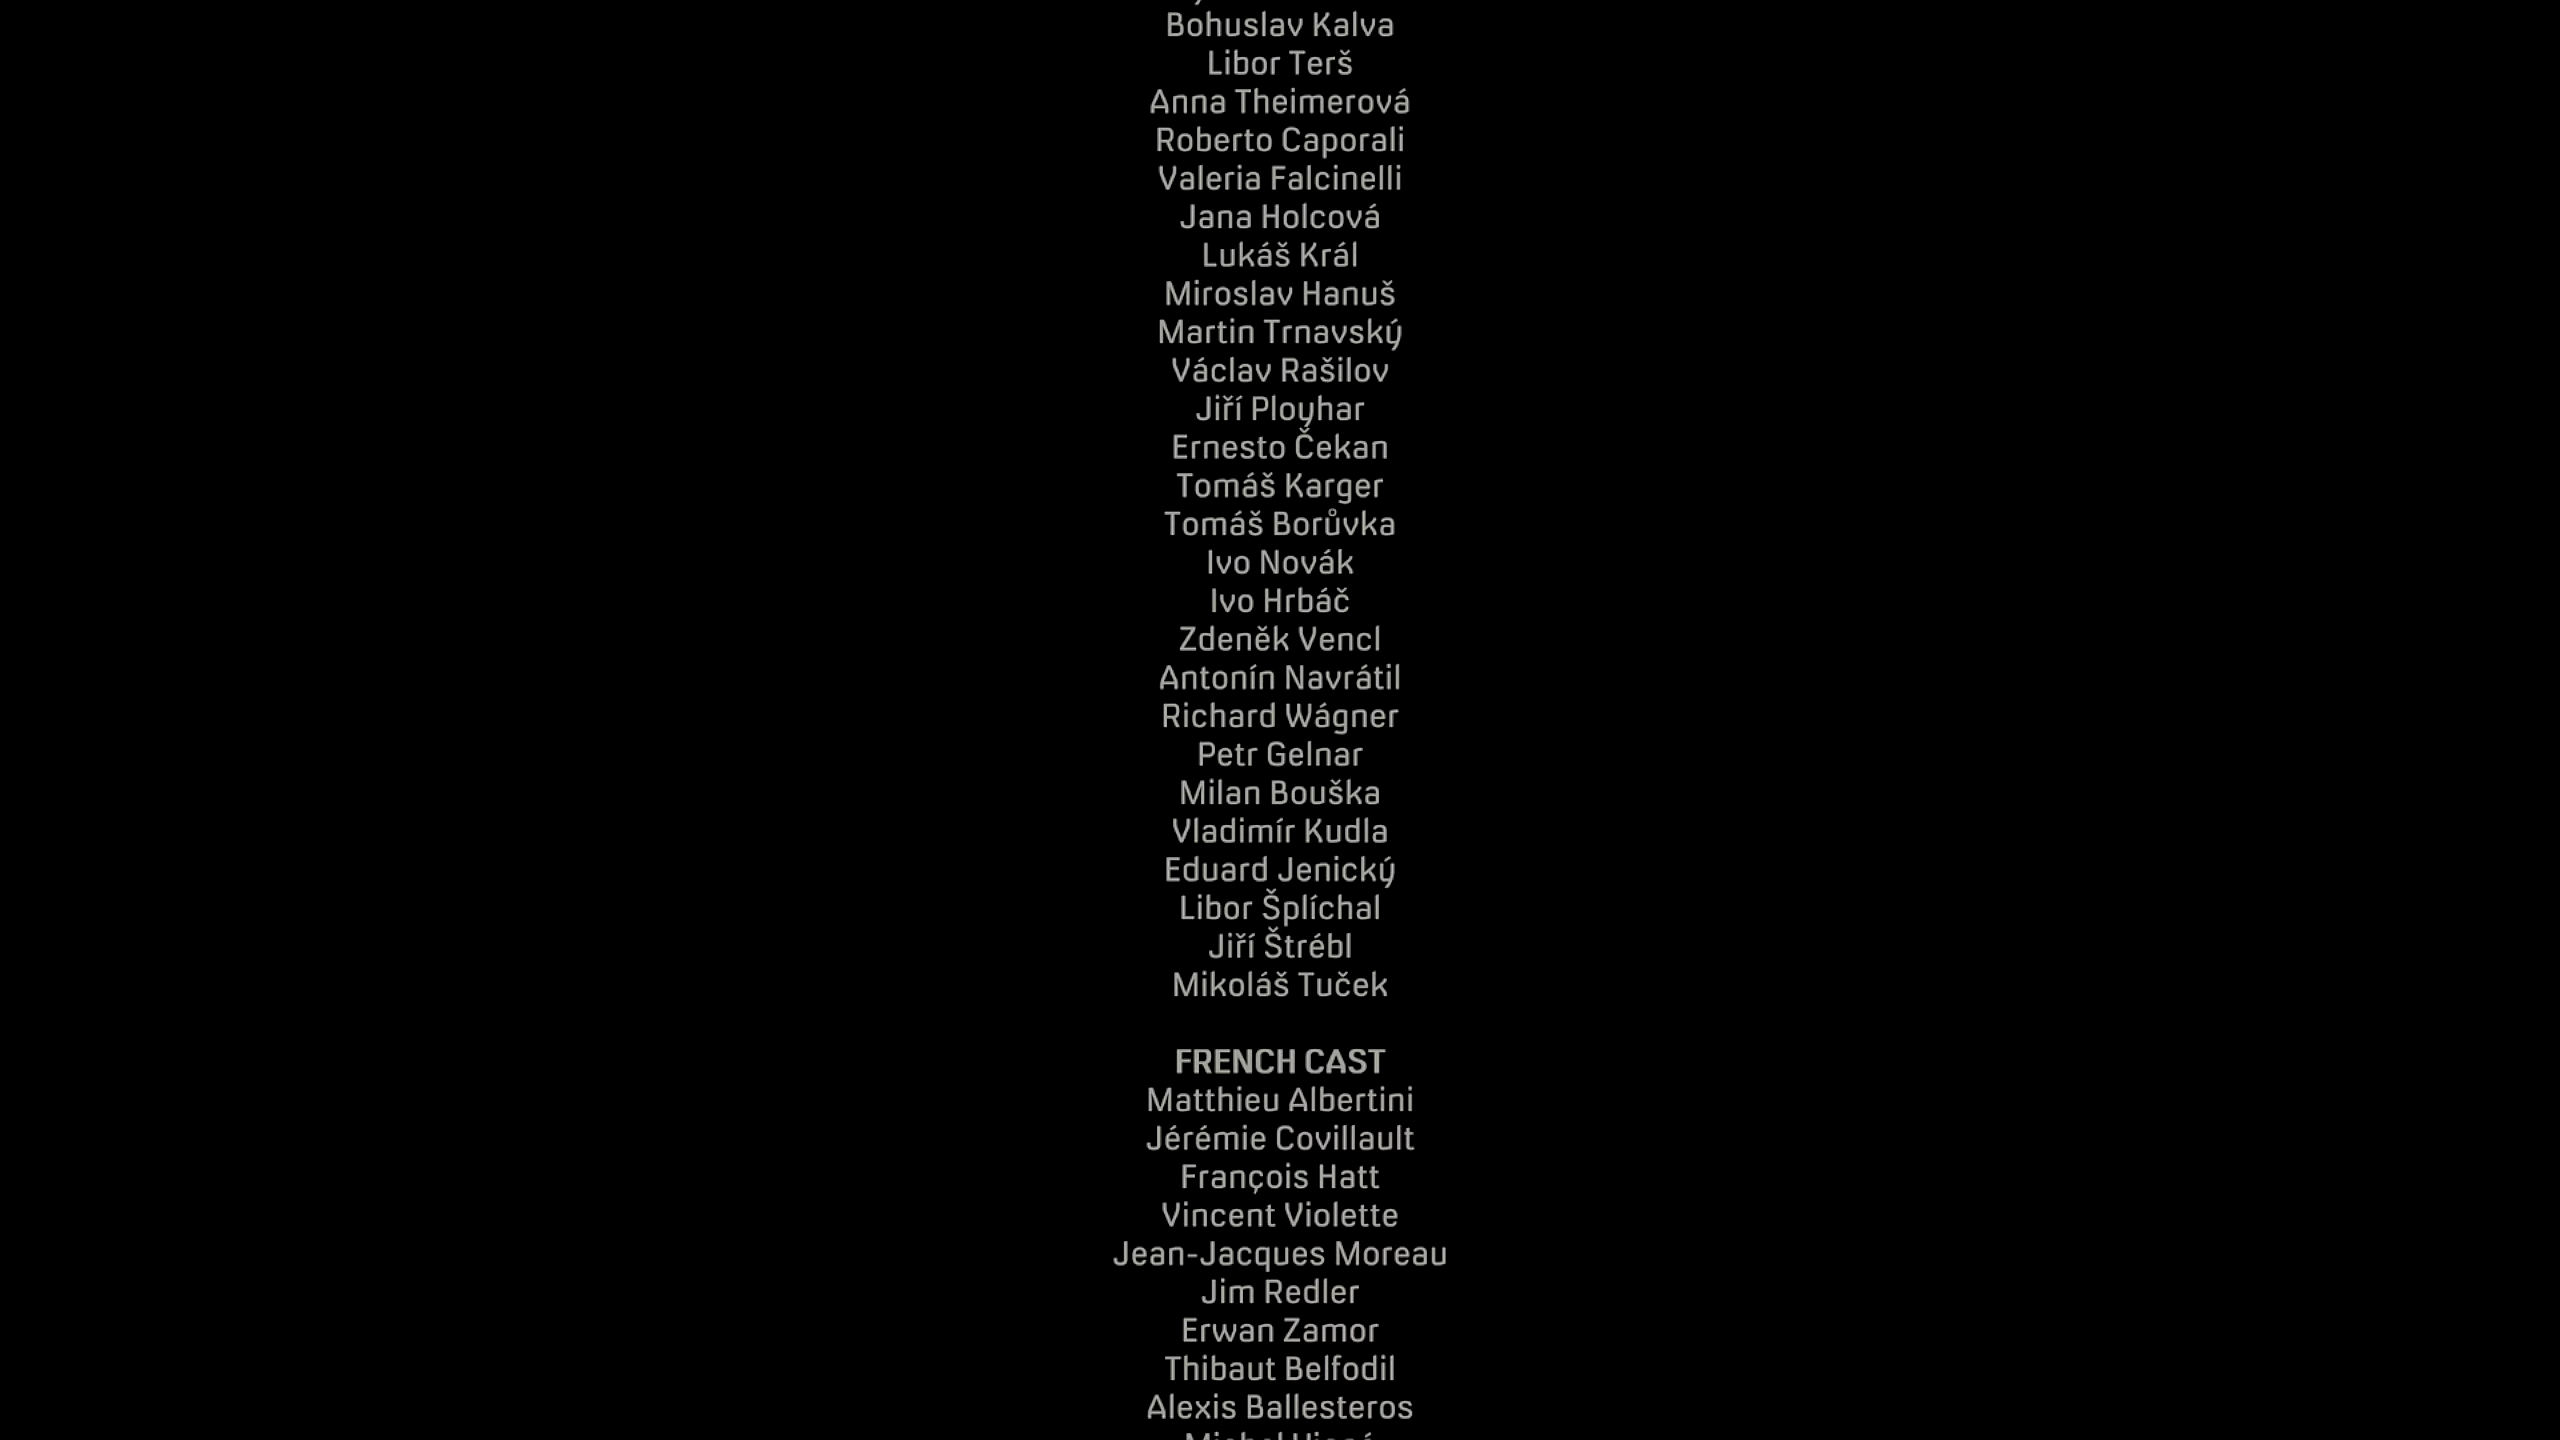 Bohuslav Kalva
Libor Terš
Anna Theimerová
Roberto Caporali
Valeria Falcinelli
Jana Holcová
Lukáš Král
Miroslav Hanuš
Martin Trnavský
Václav Rašilov
Jiří Ployhar
Ernesto Čekan
Tomáš Karger
Tomáš Borůvka
Ivo Novák
Ivo Hrbáč
Zdeněk Vencl
Antonín Navrátil
Richard Wágner
Petr Gelnar
Milan Bouška
Vladimír Kudla
Eduard Jenický
Libor Šplíchal
Jiří Štrébl
Mikoláš Tuček
FRENCH CAST
Matthieu Albertini
Jérémie Covillault
François Hatt
Vincent Violette
Jean-Jacques Moreau
Jim Redler
Erwan Zamor
Thibaut Belfodil
Alexis Ballesteros